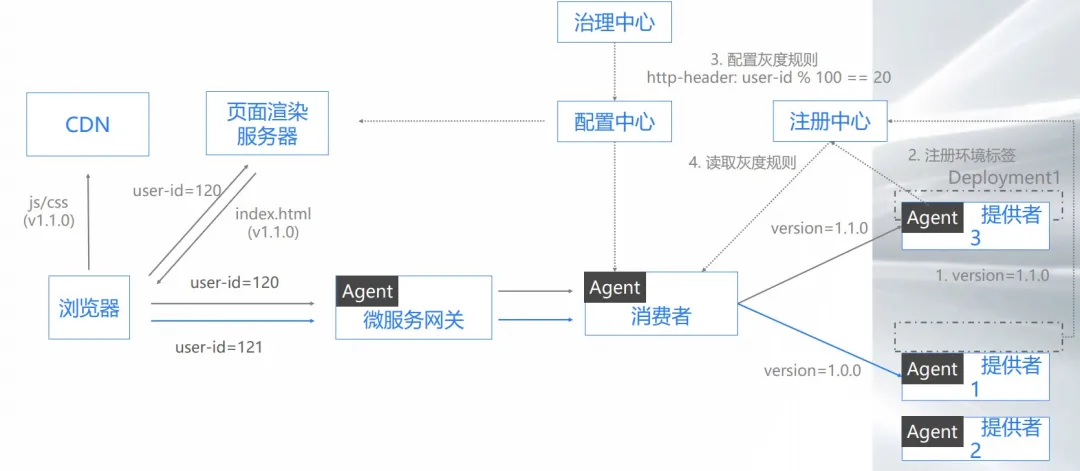 治理中心
3. 配置灰度规则
http-header: user-id % 100 == 20
CDN
页面渲染
服务器
配置中心
注册中心
4. 读取灰度规则
2. 注册环境标签
Deployment1
user-id=120
js/css
(v1.1.0)
index.html
(v1.1.0)
version=1.1.0
Agent
提供者
3
1. version=1.1.0
浏览器
user-id=120
user-id=121
Agent
微服务网关
Agent
消费者
version=1.0.0
Agent
提供者
1
Agent
提供者
2